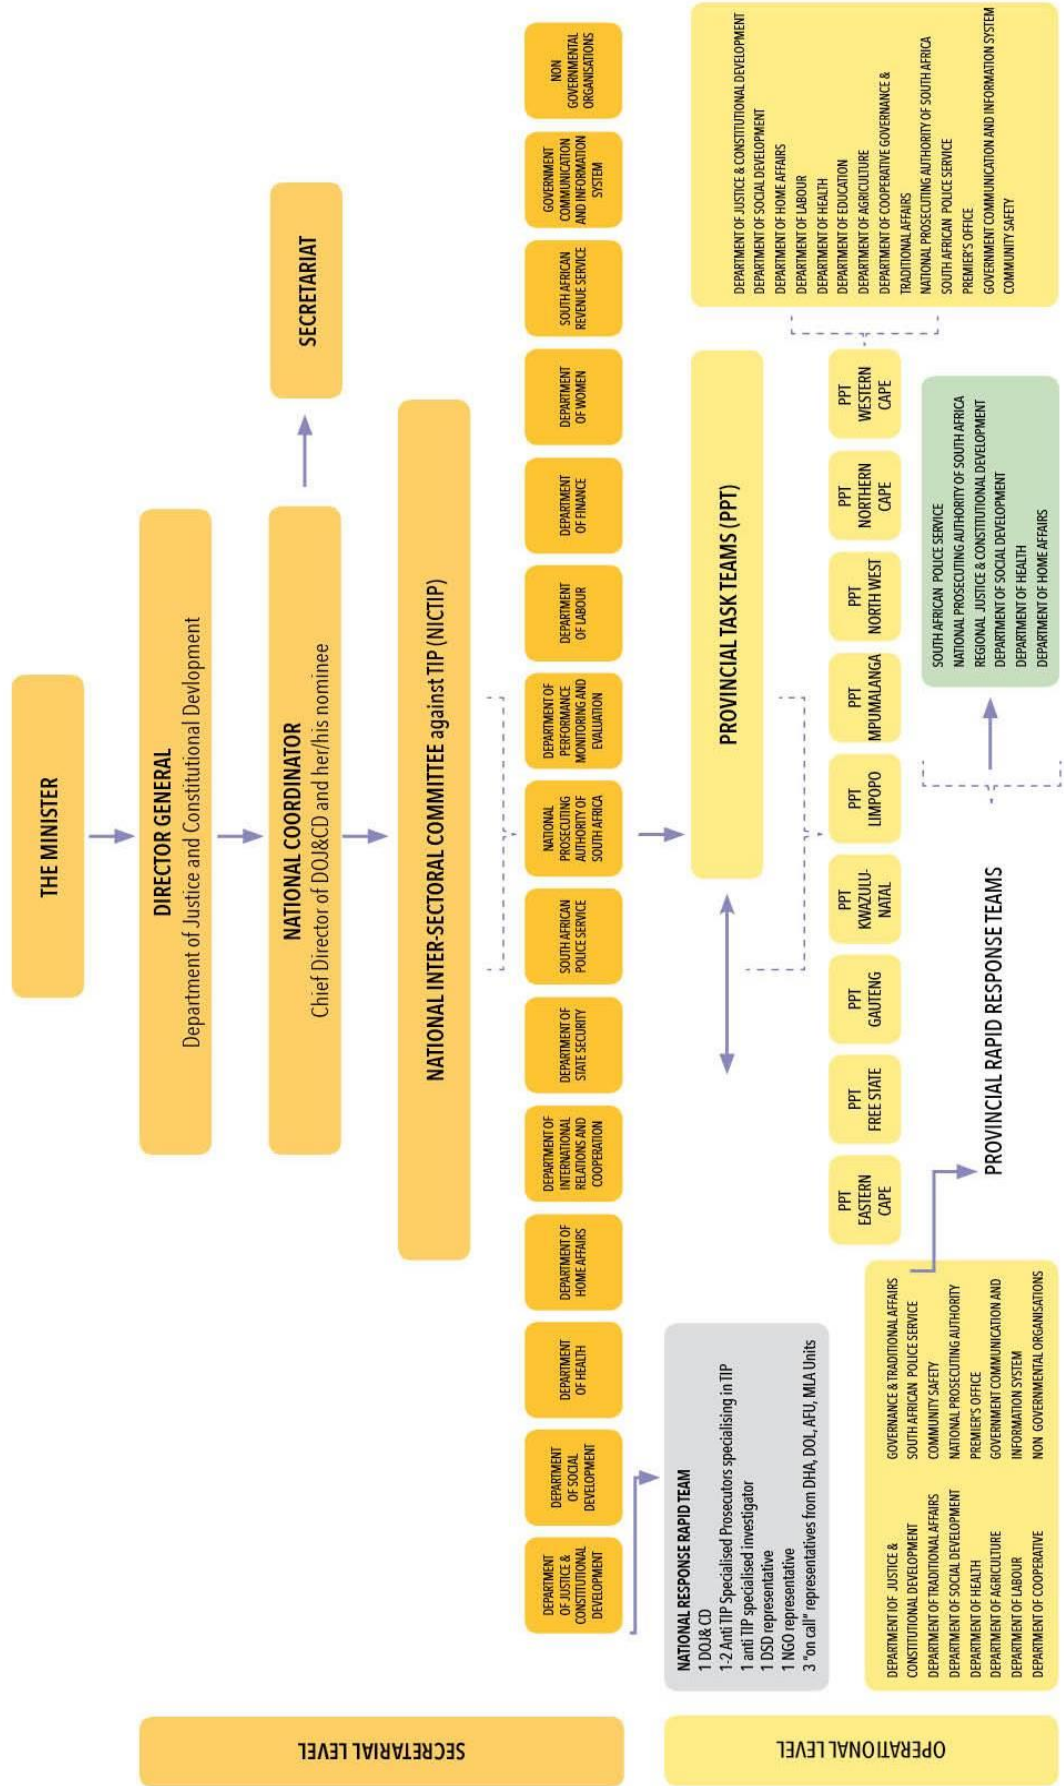 THE MINISTER
DIRECTOR GENERAL
Department of Justice and Constitutional Devlopment
NATIONAL COORDINATOR
Chief Director of DOJ&CD and her/his nominee
SECRETARIAT
NATIONAL INTER-SECTORAL COMMITTEE against TIP (NICTIP)
SECRETARIAL LEVEL
DEPARTMENT
OF JUSTICE &
CONSTITUTIONAL
DEVELOPMENT
DEPARTMENT
OF SOCIAL
DEVELOPMENT
DEPARTMENT
OF HEALTH
DEPARTMENT OF
HOME AFFAIRS
DEPARTMENT OF
INTERNATIONAL
RELATIONS AND
COOPERATION
DEPARTMENT OF
STATE SECURITY
SOUTH AFRICAN
POLICE SERVICE
NATIONAL
PROSECUTING
AUTHORITY OF
SOUTH AFRICA
DEPARTMENT OF
PERFORMANCE
MONITORING AND
EVALUATION
DEPARTMENT
OF LABOUR
DEPARTMENT
OF FINANCE
DEPARTMENT
OF WOMEN
SOUTH AFRICAN
REVENUE SERVICE
GOVERNMENT
COMMUNICATION
AND INFORMATION
SYSTEM
NON
GOVERNMENTAL
ORGANISATIONS
OPERATIONAL LEVEL
NATIONAL RESPONSE RAPID TEAM
1 DOJ& CD
1-2 Anti TIIP Specialised Prosecutors specialising in TIP
1 anti TIP specialised investigator
1 DSD representative
1 NGO representative
3 "on call" representatives from DHA, DOL, AFU, MLA Units
PROVINCIAL TASK TEAMS (PPT)
DEPARTMENT OF JUSTICE & CONSTITUTIONAL DEVELOPMENT
DEPARTMENT OF SOCIAL DEVELOPMENT
DEPARTMENT OF HOME AFFAIRS
DEPARTMENT OF LABOUR
DEPARTMENT OF HEALTH
DEPARTMENT OF EDUCATION
DEPARTMENT OF AGRICULTURE
DEPARTMENT OF COOPERATIVE GOVERNANCE &
TRADITIONAL AFFAIRS
NATIONAL PROSECUTING AUTHORITY OF SOUTH AFRICA
SOUTH AFRICAN POLICE SERVICE
PREMIER'S OFFICE
GOVERNMENT COMMUNICATION AND INFORMATION SYSTEM
COMMUNITY SAFETY
PPT
EASTERN
CAPE
PPT
FREE STATE
PPT
GAUTENG
PPT
KWAZULU-
NATAL
PPT
LIMPOPO
PPT
MPUMALANGA
PPT
NORTH WEST
PPT
NORTHERN
CAPE
PPT
WESTERN
CAPE
DEPARTMENT IOF JUSTICE &
CONSTITUTIONAL DEVELOPMENT
DEPARTMENT OF TRADITIONAL AFFAIRS
DEPARTMENT OF SOCIAL DEVELOPMENT
DEPARTMENT OF HEALTH
DEPARTMENT OF AGRICULTURE
DEPARTMENT OF LABOUR
DEPARTMENT OF COOPERATIVE
GOVERNANCE & TRADITIONAL AFFAIRS
SOUTH AFRICAN POLICE SERVICE
COMMUNITY SAFETY
NATIONAL PROSECUTING AUTHORITY
PREMIER'S OFFICE
GOVERNMENT COMMUNICATION AND
INFORMATION SYSTEM
NON GOVERNMENTAL ORGANISATIONS
PROVINCIAL RAPID RESPONSE TEAMS
SOUTH AFRICAN POLICE SERVICE
NATIONAL PROSECUTING AUTHORITY OF SOUTH AFRICA
REGIONAL JUSTICE & CONSTITUTIONAL DEVELOPMENT
DEPARTMENT OF SOCIAL DEVELOPMENT
DEPARTMENT OF HEALTH
DEPARTMENT OF HOME AFFAIRS